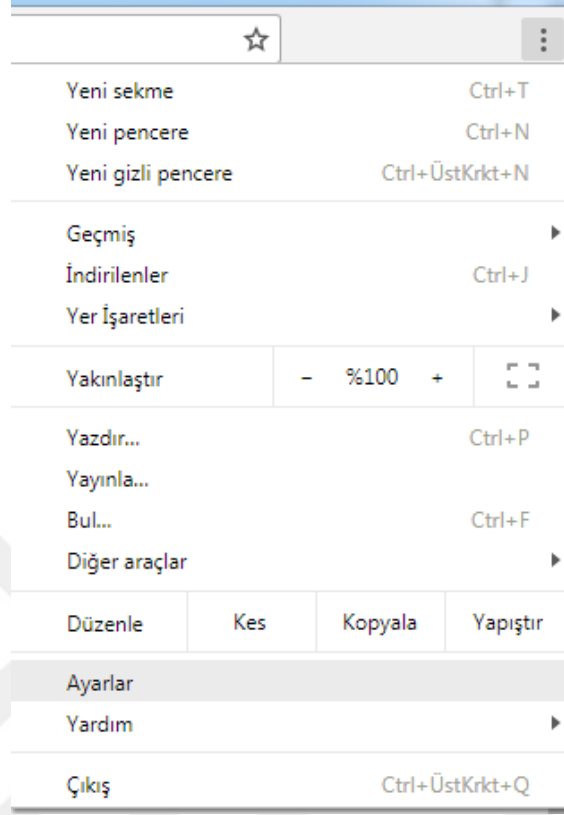 Yeni sekme Ctrl+T
Yeni pencere Ctrl+N
Yeni gizli pencere Ctrl+ÜstKrkt+N
Geçmiş
İndirilenler Ctrl+J
Yer İşaretleri
Yakınlaştır − %100 +
Yazdır... Ctrl+P
Yayınla...
Bul... Ctrl+F
Diğer araçlar
Düzenle Kes Kopyala Yapıştır
Ayarlar
Yardım
Çıkış Ctrl+ÜstKrkt+Q